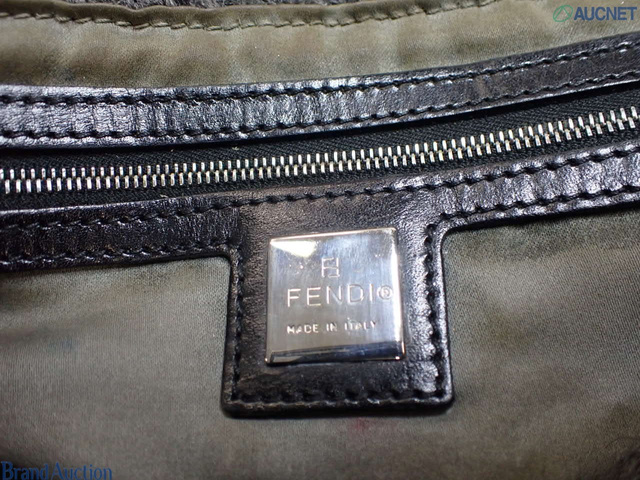 AUCNET
FENDI®
MADE IN ITALY
Brand Auction